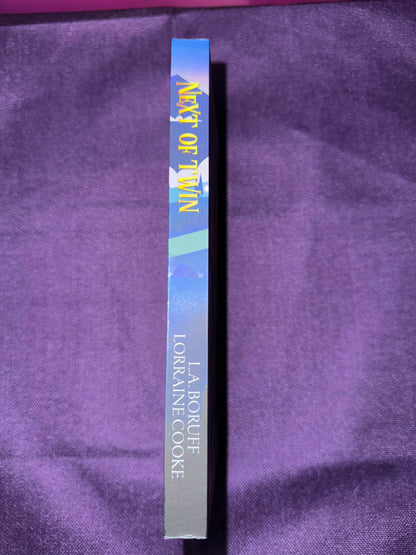 NEXT OF TWIN
L.A. BORUFF
LORRAINE COOKE